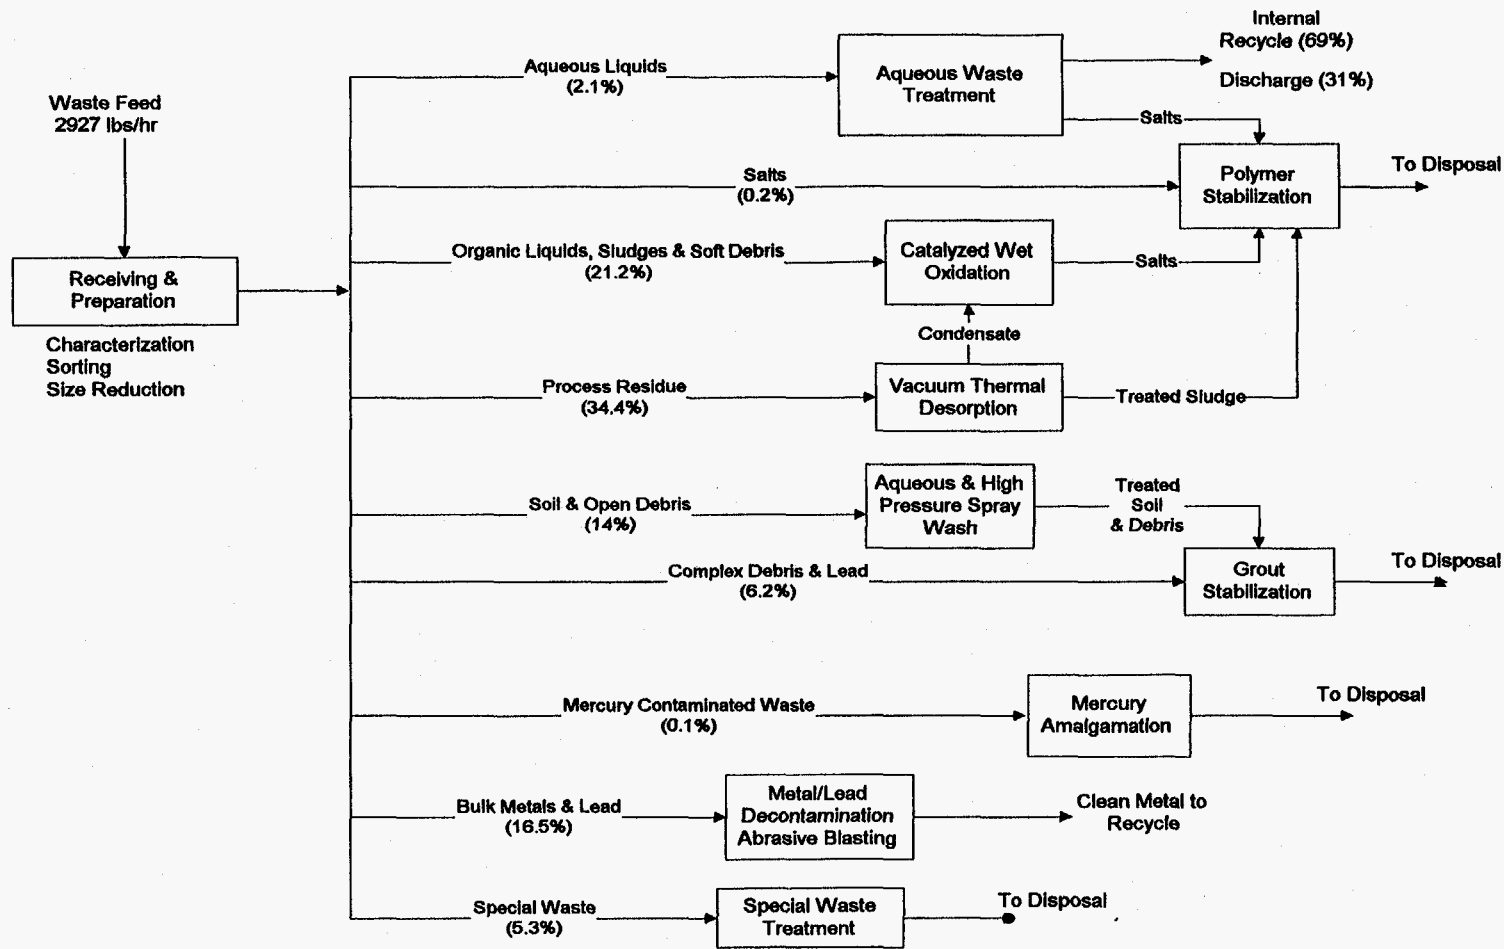 Waste Feed
2927 lbs/hr
Receiving &
Preparation
Characterization
Sorting
Size Reduction
Aqueous Liquids
(2.1%)
Aqueous Waste
Treatment
Internal
Recycle (69%)
Discharge (31%)
Salts
Salts
(0.2%)
Polymer
Stabilization
To Disposal
Organic Liquids, Sludges & Soft Debris
(21.2%)
Catalyzed Wet
Oxidation
Salts
Condensate
Process Residue
(34.4%)
Vacuum Thermal
Desorption
Treated Sludge
Soil & Open Debris
(14%)
Aqueous & High
Pressure Spray
Wash
Treated
Soil
& Debris
Complex Debris & Lead
(6.2%)
Grout
Stabilization
To Disposal
Mercury Contaminated Waste
(0.1%)
Mercury
Amalgamation
To Disposal
Bulk Metals & Lead
(16.5%)
Metal/Lead
Decontamination
Abrasive Blasting
Clean Metal to
Recycle
Special Waste
(5.3%)
Special Waste
Treatment
To Disposal